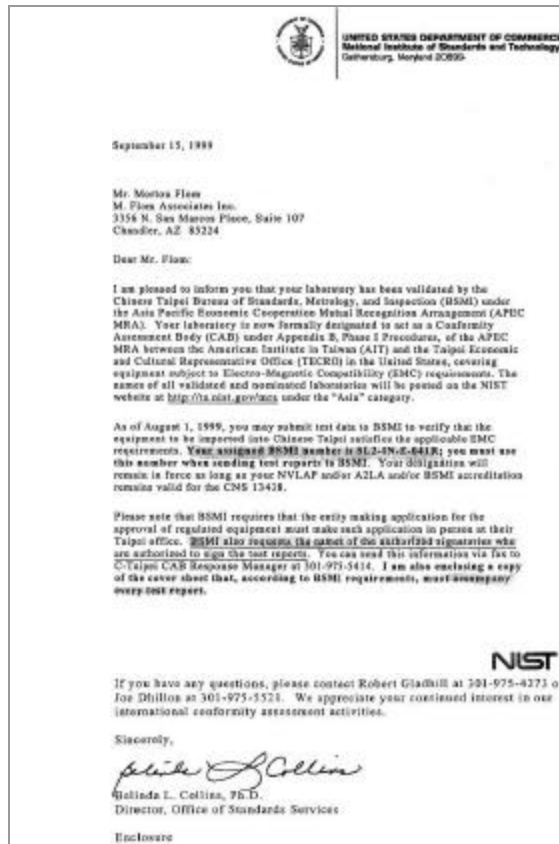 UNITED STATES DEPARTMENT OF COMMERCE
National Institute of Standards and Technology
Gaithersburg, Maryland 20899-
September 15, 1999
Mr. Morton Flom
M. Flom Associates Inc.
3356 N. San Marcos Place, Suite 107
Chandler, AZ 85224
Dear Mr. Flom:
I am pleased to inform you that your laboratory has been validated by the
Chinese Taipei Bureau of Standards, Metrology, and Inspection (BSMI) under
the Asia Pacific Economic Cooperation Mutual Recognition Arrangement (APEC
MRA). Your laboratory is now formally designated to act as a Conformity
Assessment Body (CAB) under Appendix B, Phase I Procedures, of the APEC
MRA between the American Institute in Taiwan (AIT) and the Taipei Economic
and Cultural Representative Office (TECRO) in the United States, covering
equipment subject to Electro-Magnetic Compatibility (EMC) requirements. The
names of all validated and nominated laboratories will be posted on the NIST
website at http://ts.nist.gov/mra under the "Asia" category.
As of August 1, 1999, you may submit test data to BSMI to verify that the
equipment to be imported into Chinese Taipei satisfies the applicable EMC
requirements. Your assigned BSMI number is SL2-IN-E-041R; you must use
this number when sending test reports to BSMI. Your designation will
remain in force as long as your NVLAP and/or A2LA and/or BSMI accreditation
remains valid for the CNS 13438.
Please note that BSMI requires that the entity making application for the
approval of regulated equipment must make such application in person at their
Taipei office. BSMI also requests the names of the authorized signatories who
are authorized to sign the test reports. You can send this information via fax to
C-Taipei CAB Response Manager at 301-975-5414. I am also enclosing a copy
of the cover sheet that, according to BSMI requirements, must accompany
every test report.
NIST
If you have any questions, please contact Robert Gladhill at 301-975-4273 o
Joe Dhillon at 301-975-5521. We appreciate your continued interest in our
international conformity assessment activities.
Sincerely,
Belinda L. Collins
Belinda L. Collins, Ph.D.
Director, Office of Standards Services
Enclosure